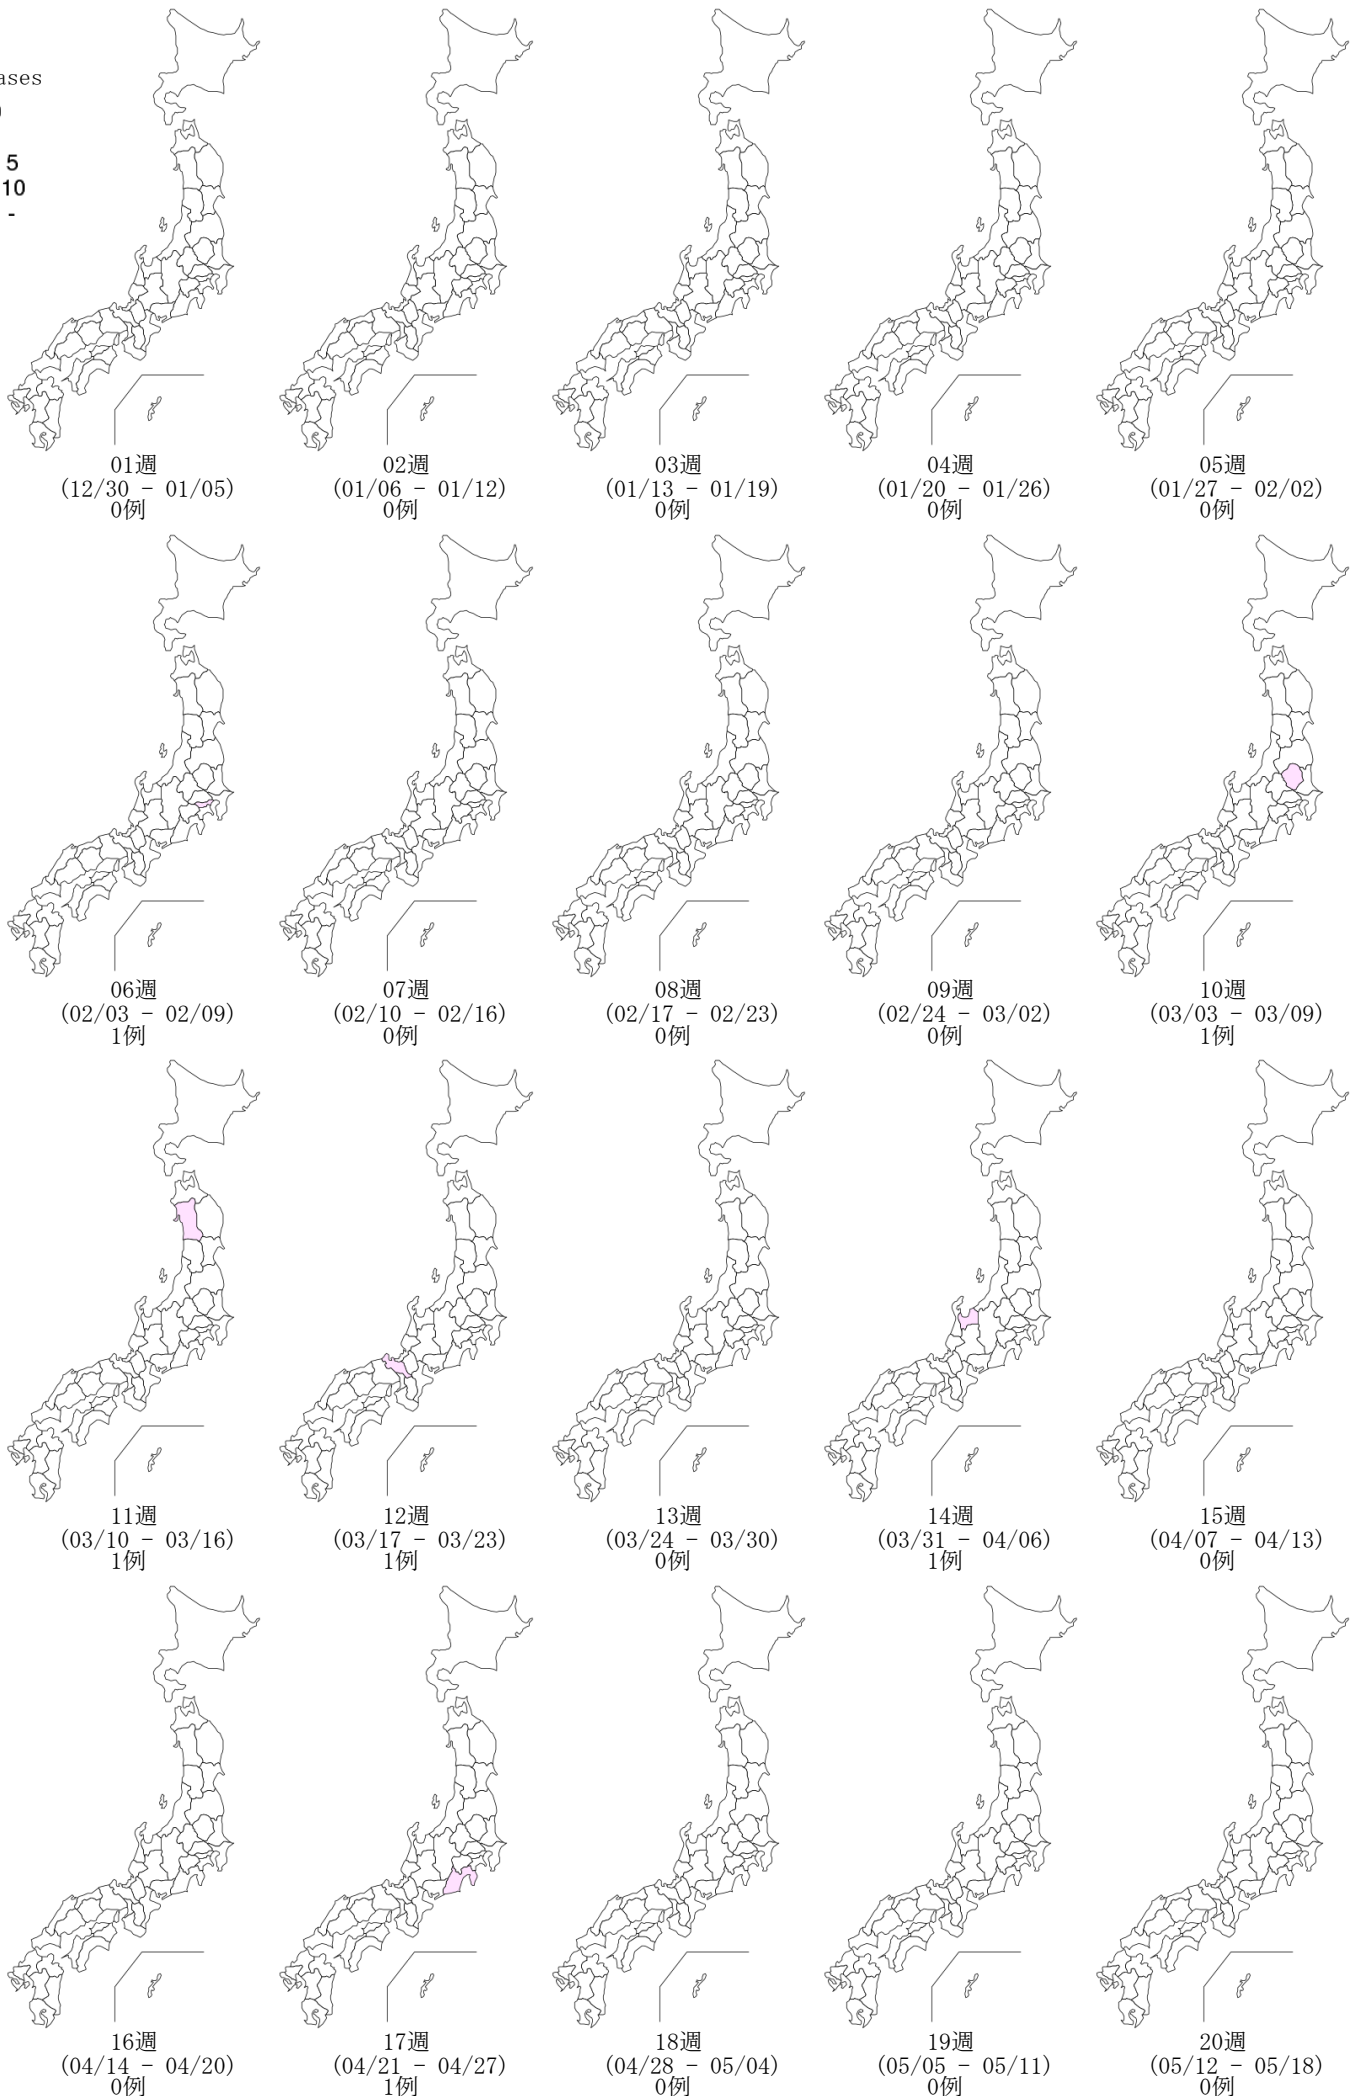 ases
5
10
-
01週
(12/30 - 01/05)
0例
02週
(01/06 - 01/12)
0例
03週
(01/13 - 01/19)
0例
04週
(01/20 - 01/26)
0例
05週
(01/27 - 02/02)
0例
06週
(02/03 - 02/09)
1例
07週
(02/10 - 02/16)
0例
08週
(02/17 - 02/23)
0例
09週
(02/24 - 03/02)
0例
10週
(03/03 - 03/09)
1例
11週
(03/10 - 03/16)
1例
12週
(03/17 - 03/23)
1例
13週
(03/24 - 03/30)
0例
14週
(03/31 - 04/06)
1例
15週
(04/07 - 04/13)
0例
16週
(04/14 - 04/20)
0例
17週
(04/21 - 04/27)
1例
18週
(04/28 - 05/04)
0例
19週
(05/05 - 05/11)
0例
20週
(05/12 - 05/18)
0例